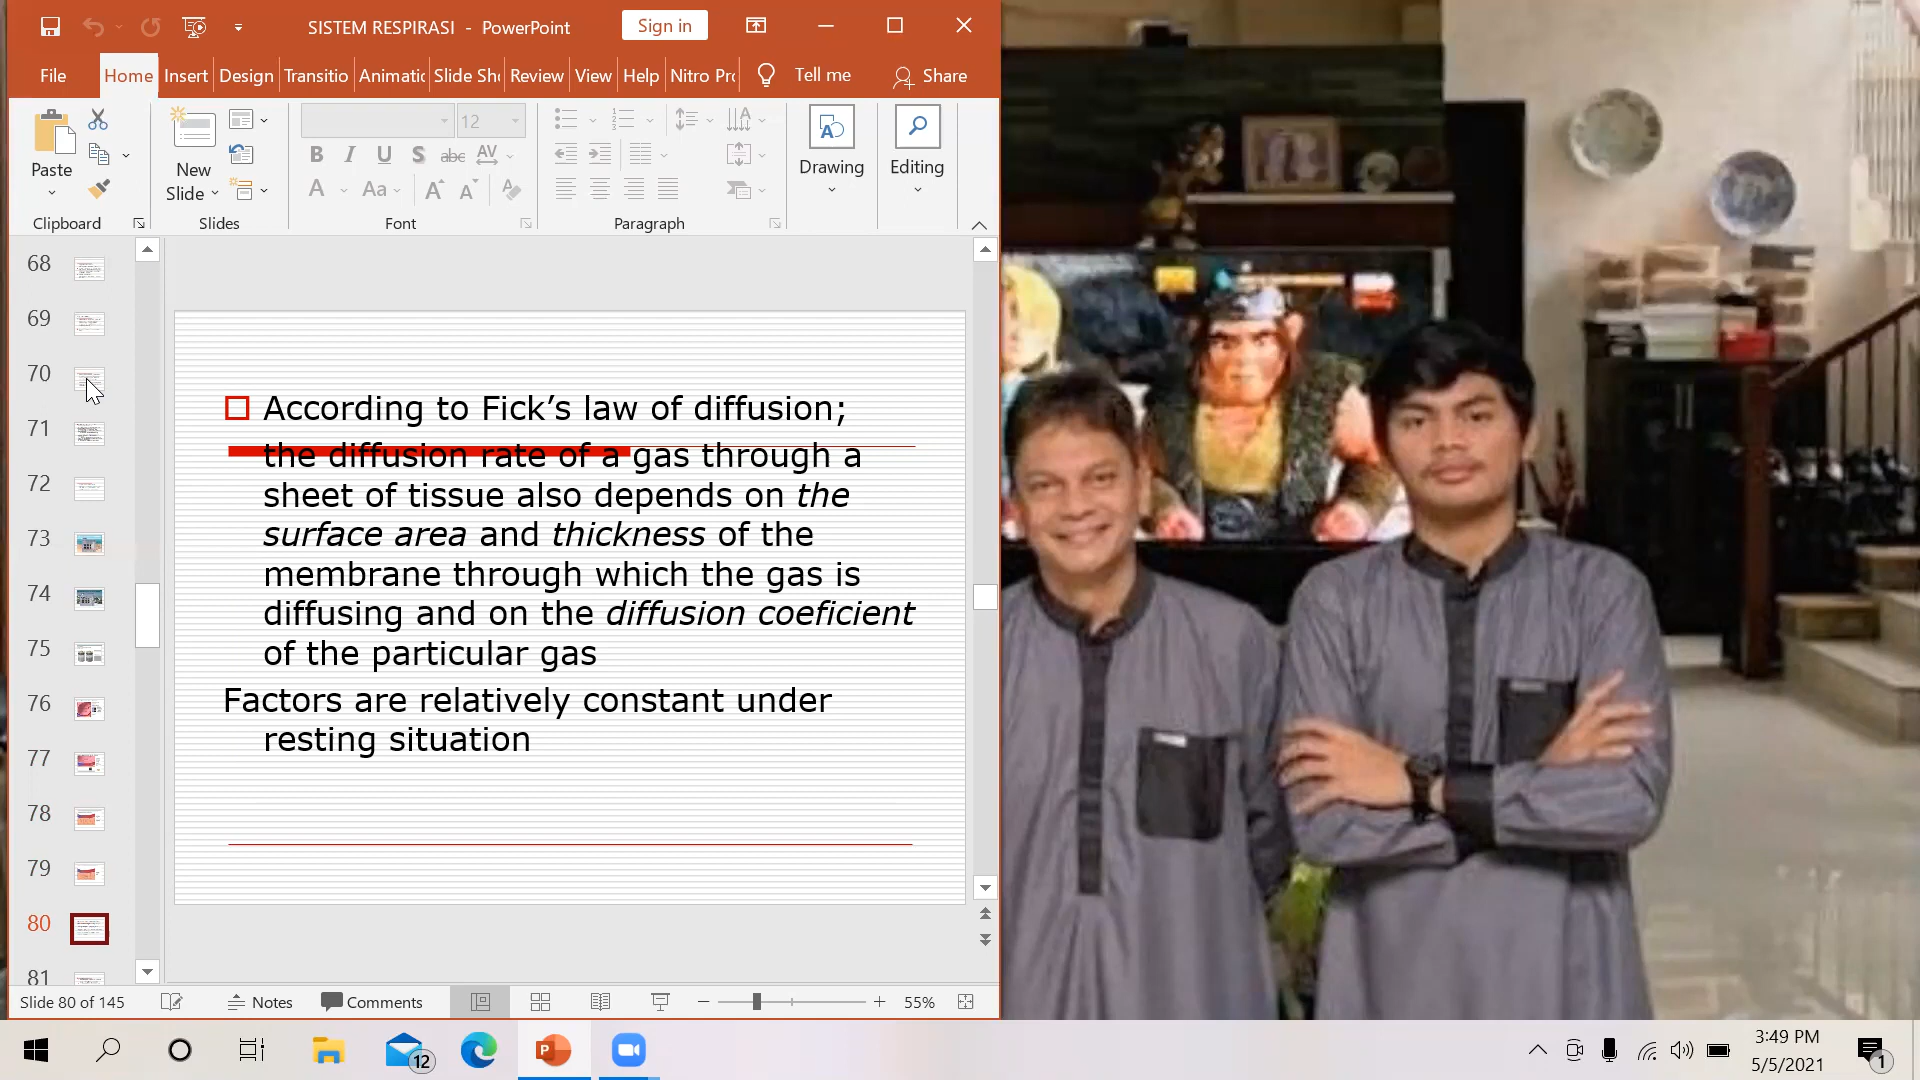 SISTEM RESPIRASI - PowerPoint
Sign in
File
Home
Insert
Design
Transitio
Animatic
Slide Sh
Review
View
Help
Nitro Pr
Tell me
Share
Paste
New
Slide
12
B I U S abc AV
A Aa A A
Drawing
Editing
Clipboard
Slides
Font
Paragraph
68
69
70
71
72
73
74
75
76
77
78
79
80
81
According to Fick’s law of diffusion;
the diffusion rate of a gas through a
sheet of tissue also depends on the
surface area and thickness of the
membrane through which the gas is
diffusing and on the diffusion coeficient
of the particular gas
Factors are relatively constant under
resting situation
Slide 80 of 145
Notes
Comments
55%
12
3:49 PM
5/5/2021
1